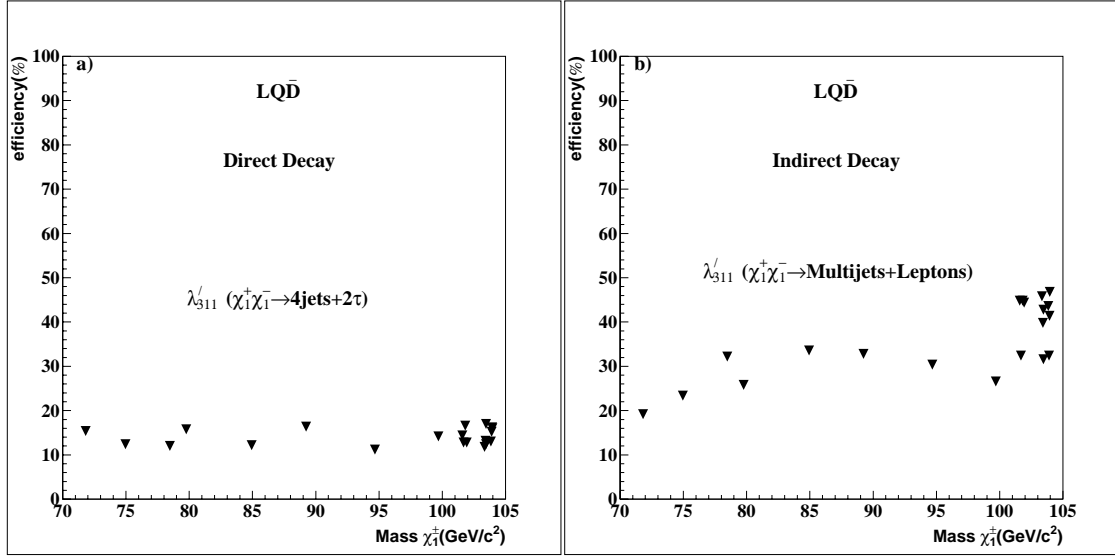 a)
LQD̄
Direct Decay
λ′₃₁₁ (χ₁⁺χ₁⁻→4jets+2τ)
efficiency(%)
100
90
80
70
60
50
40
30
20
10
0
70 75 80 85 90 95 100 105
Mass χ₁±(GeV/c²)
b)
LQD̄
Indirect Decay
λ′₃₁₁ (χ₁⁺χ₁⁻→Multijets+Leptons)
efficiency(%)
100
90
80
70
60
50
40
30
20
10
0
70 75 80 85 90 95 100 105
Mass χ₁±(GeV/c²)